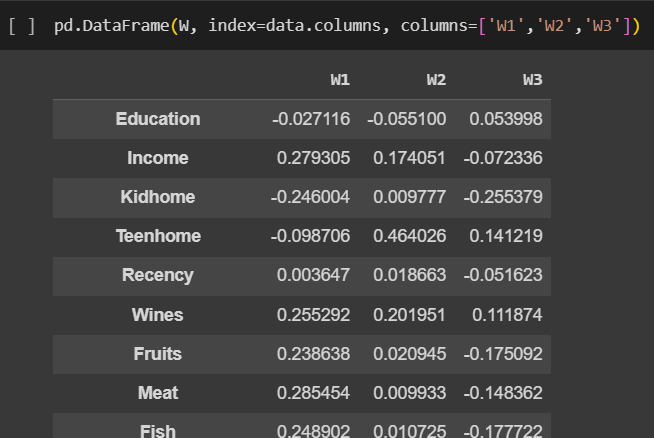 [ ] pd.DataFrame(W, index=data.columns, columns=['W1','W2','W3'])
W1 W2 W3
Education -0.027116 -0.055100 0.053998
Income 0.279305 0.174051 -0.072336
Kidhome -0.246004 0.009777 -0.255379
Teenhome -0.098706 0.464026 0.141219
Recency 0.003647 0.018663 -0.051623
Wines 0.255292 0.201951 0.111874
Fruits 0.238638 0.020945 -0.175092
Meat 0.285454 0.009933 -0.148362
Fish 0.248902 0.010725 -0.177722